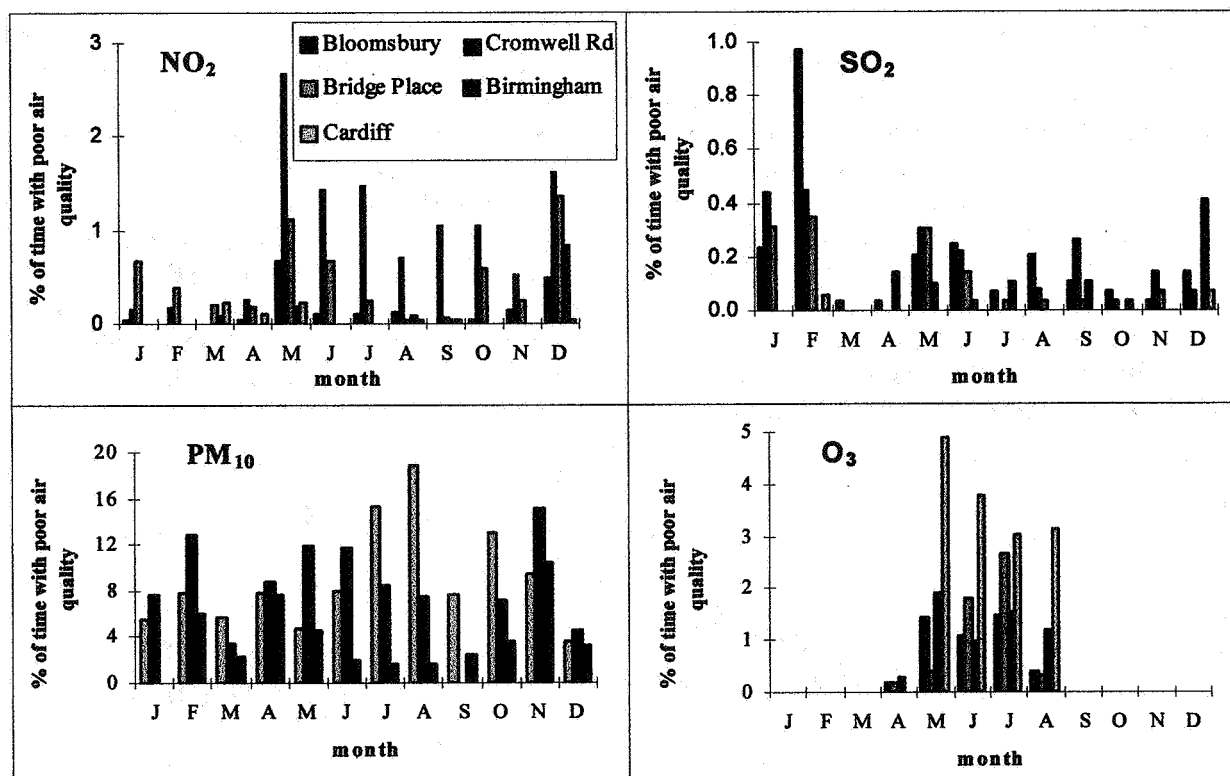 NO2
Bloomsbury
Cromwell Rd
Bridge Place
Birmingham
Cardiff
% of time with poor air
quality
3
2
1
0
J F M A M J J A S O N D
month
SO2
% of time with poor air
quality
1.0
0.8
0.6
0.4
0.2
0.0
J F M A M J J A S O N D
month
PM10
% of time with poor air
quality
20
16
12
8
4
0
J F M A M J J A S O N D
month
O3
% of time with poor air
quality
5
4
3
2
1
0
J F M A M J J A S O N D
month